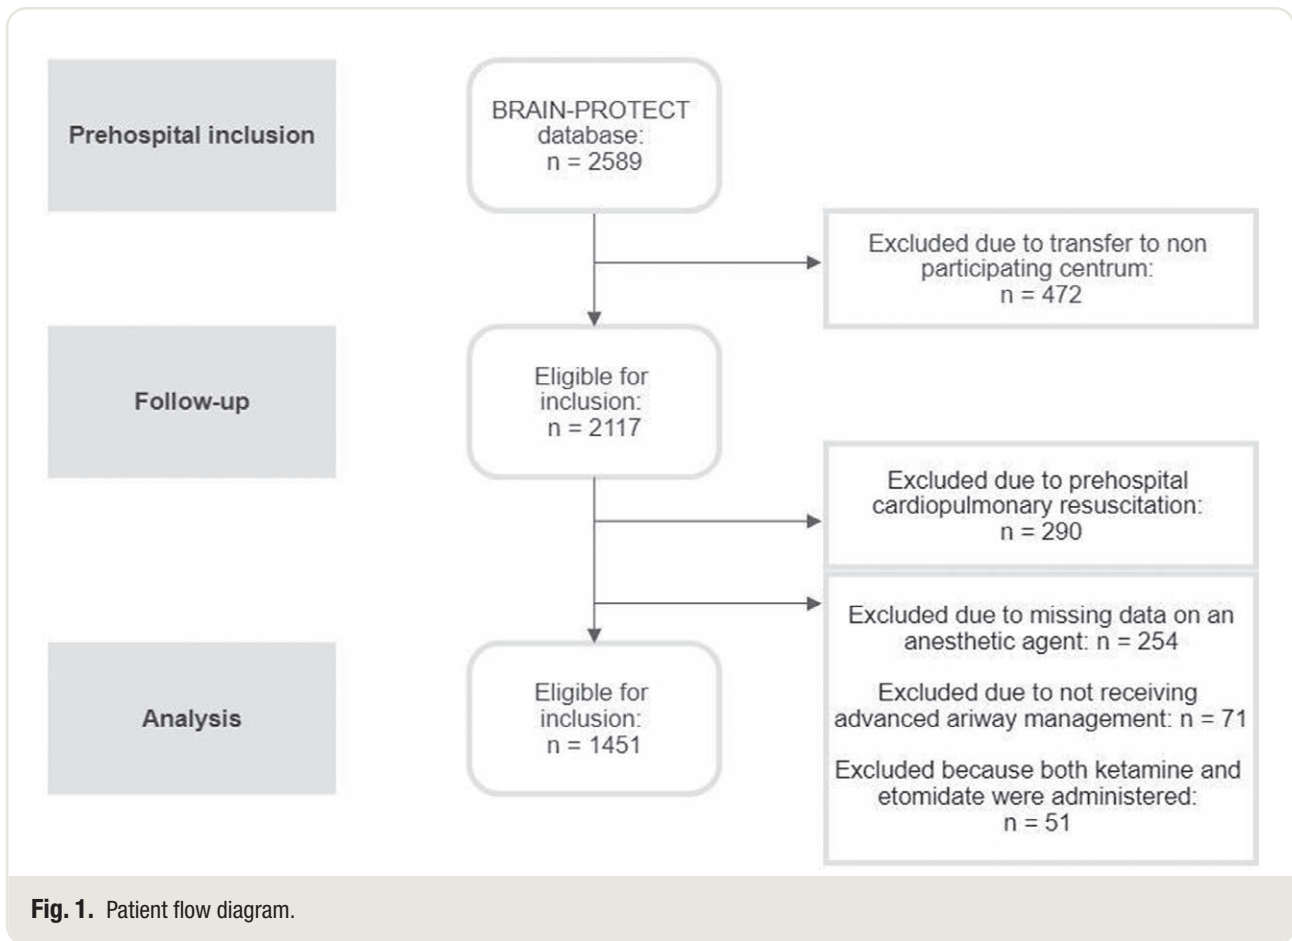 Prehospital inclusion
BRAIN-PROTECT
database:
n = 2589
Excluded due to transfer to non
participating centrum:
n = 472
Follow-up
Eligible for
inclusion:
n = 2117
Excluded due to prehospital
cardiopulmonary resuscitation:
n = 290
Excluded due to missing data on an
anesthetic agent: n = 254
Excluded due to not receiving
advanced ariway management: n = 71
Excluded because both ketamine and
etomidate were administered:
n = 51
Analysis
Eligible for
inclusion:
n = 1451
Fig. 1. Patient flow diagram.